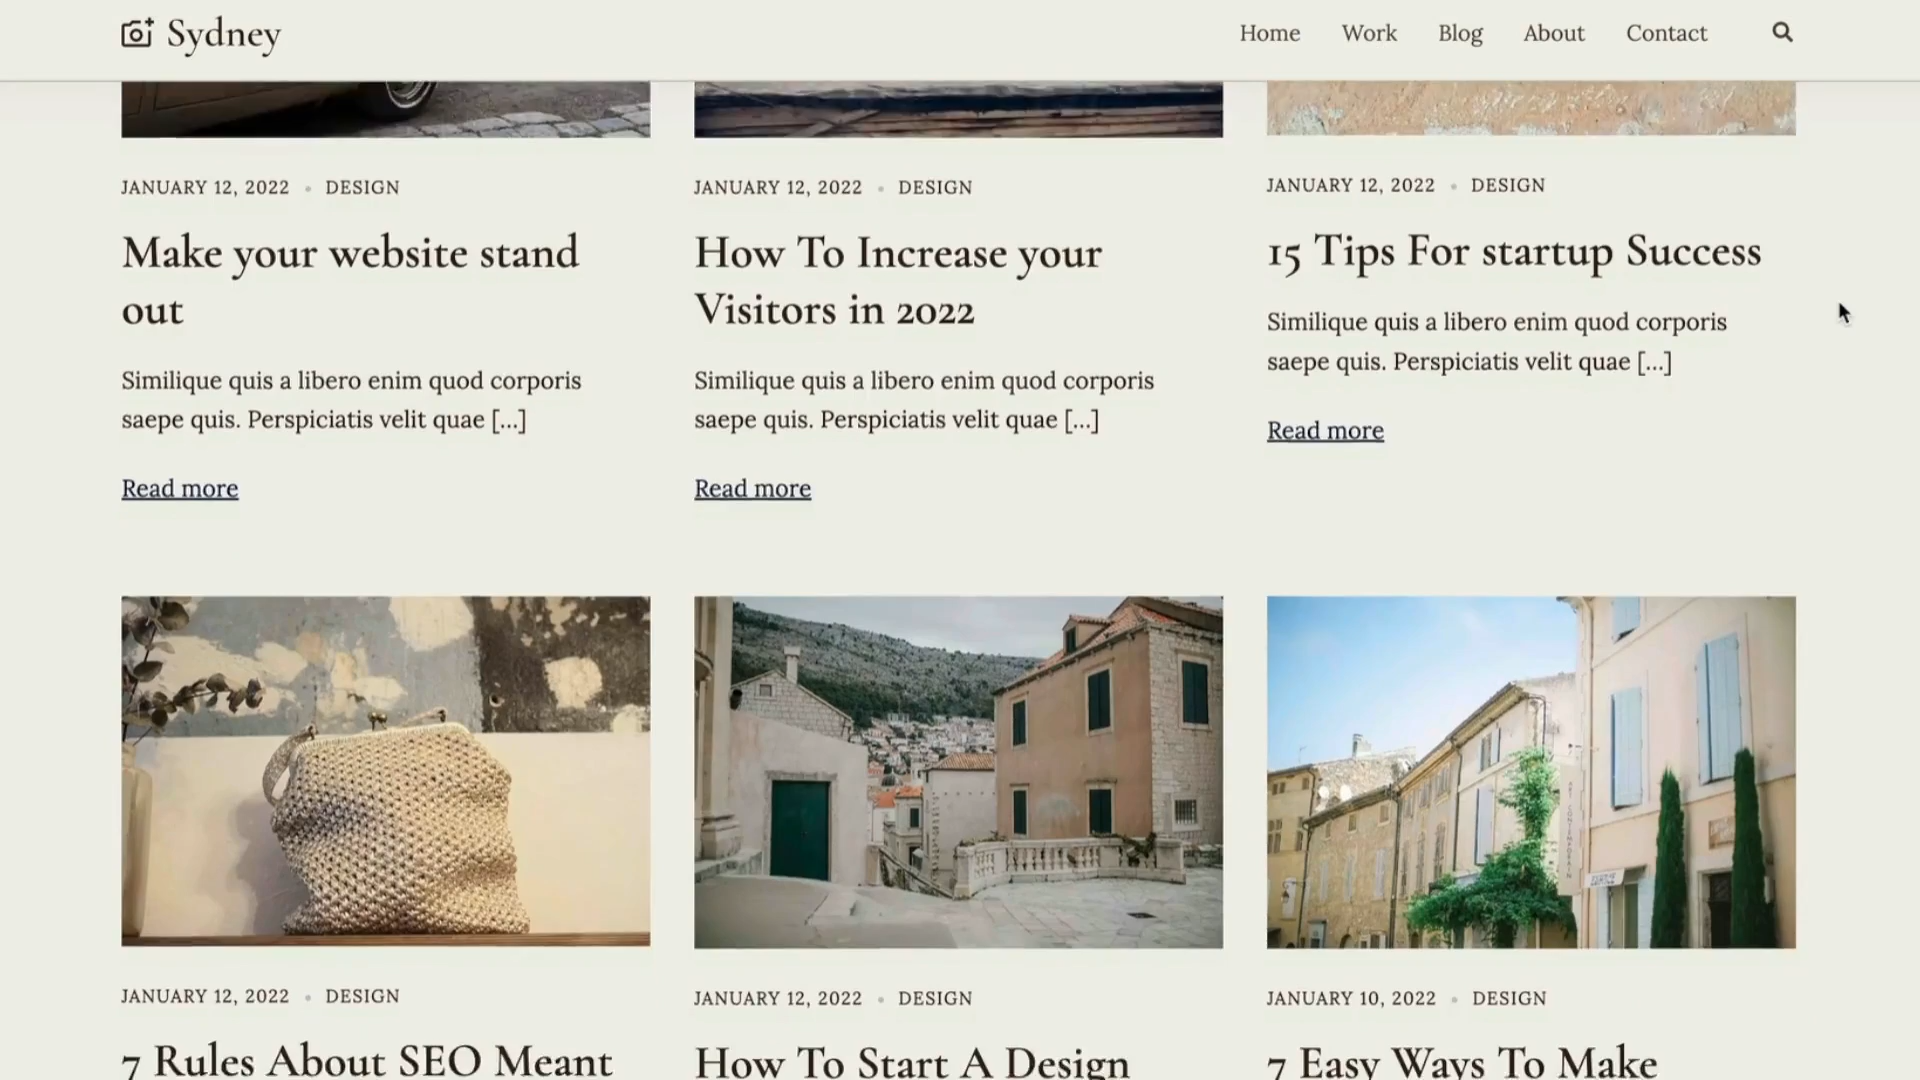 Sydney
Home Work Blog About Contact
JANUARY 12, 2022 • DESIGN
Make your website stand
out
Similique quis a libero enim quod corporis
saepe quis. Perspiciatis velit quae [...]
Read more
JANUARY 12, 2022 • DESIGN
How To Increase your
Visitors in 2022
Similique quis a libero enim quod corporis
saepe quis. Perspiciatis velit quae [...]
Read more
JANUARY 12, 2022 • DESIGN
15 Tips For startup Success
Similique quis a libero enim quod corporis
saepe quis. Perspiciatis velit quae [...]
Read more
JANUARY 12, 2022 • DESIGN
7 Rules About SEO Meant
JANUARY 12, 2022 • DESIGN
How To Start A Design
JANUARY 10, 2022 • DESIGN
7 Easy Ways To Make